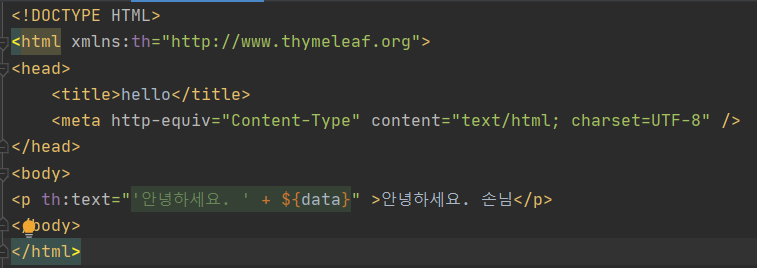 <!DOCTYPE HTML>
<html xmlns:th="http://www.thymeleaf.org">
<head>
    <title>hello</title>
    <meta http-equiv="Content-Type" content="text/html; charset=UTF-8" />
</head>
<body>
<p th:text="'안녕하세요. ' + ${data}" >안녕하세요. 손님</p>
</body>
</html>